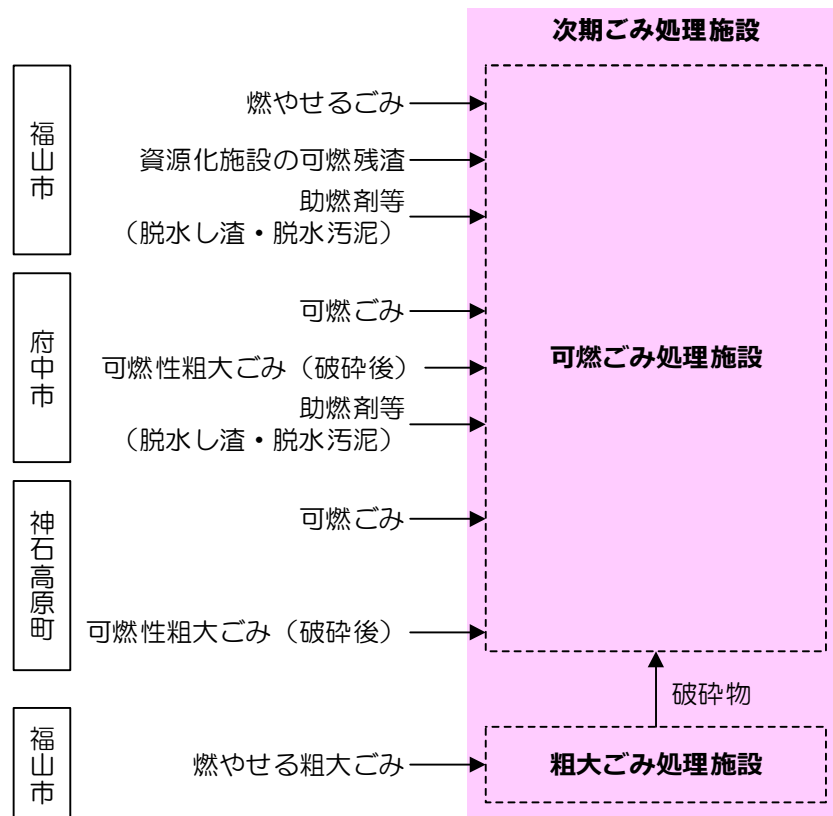 次期ごみ処理施設
福山市
燃やせるごみ
資源化施設の可燃残渣
助燃剤等
（脱水し渣・脱水汚泥）
府中市
可燃ごみ
可燃性粗大ごみ（破砕後）
助燃剤等
（脱水し渣・脱水汚泥）
可燃ごみ処理施設
神石高原町
可燃ごみ
可燃性粗大ごみ（破砕後）
破砕物
福山市
燃やせる粗大ごみ
粗大ごみ処理施設